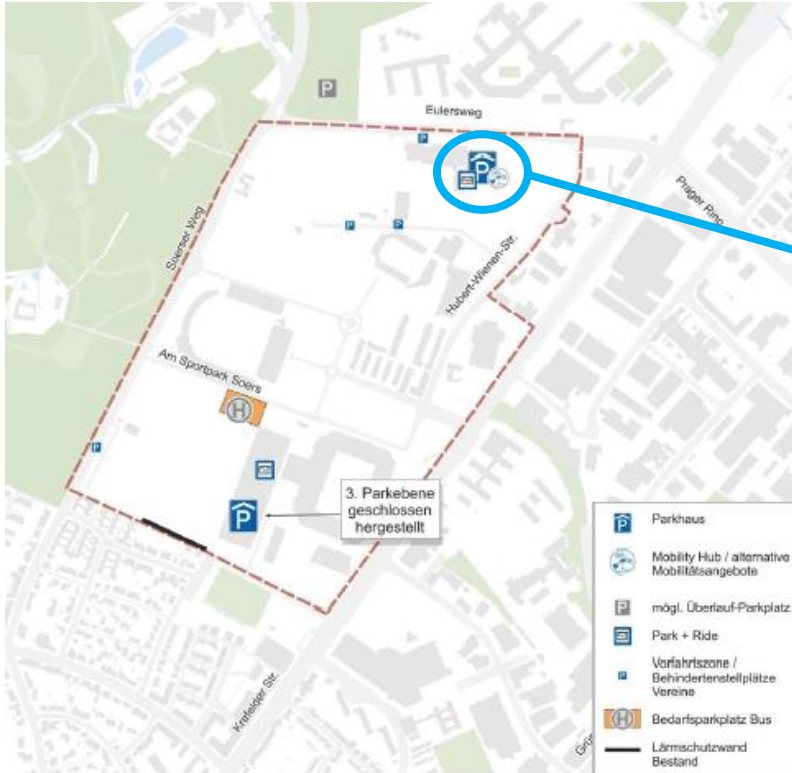 P
Eulersweg
P
P
Prager Ring
Soerser Weg
P
P
Hubert-Wienen-Str.
Am Sportpark Soers
H
P
3. Parkebene
geschlossen
hergestellt
P
Krefelder Str.
Grüs
P
Parkhaus
Mobility Hub / alternative
Mobilitätsangebote
P
mögl. Überlauf-Parkplatz
Park + Ride
P
Vorfahrtszone /
Behindertenstellplätze
Vereine
H
Bedarfsparkplatz Bus
Lärmschutzwand
Bestand